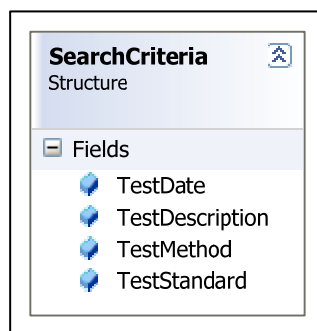 SearchCriteria
Structure
Fields
TestDate
TestDescription
TestMethod
TestStandard